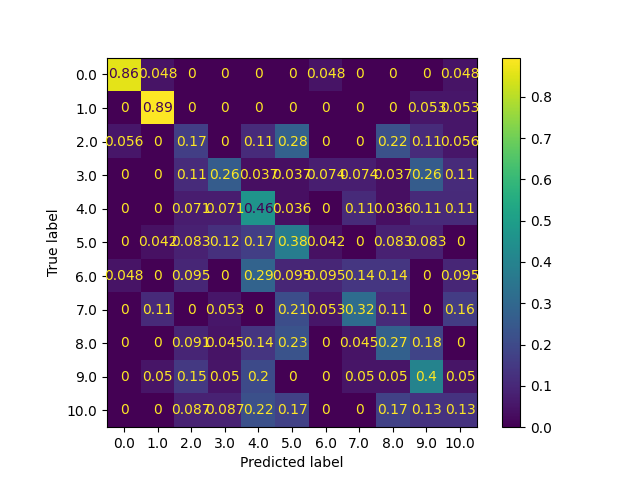 0.0 0.86 0.048 0 0 0 0 0.048 0 0 0 0.048
1.0 0 0.89 0 0 0 0 0 0 0 0.053 0.053
2.0 0.056 0 0.17 0 0.11 0.28 0 0 0.22 0.11 0.056
3.0 0 0 0.11 0.26 0.037 0.037 0.074 0.074 0.037 0.26 0.11
4.0 0 0 0.071 0.071 0.46 0.036 0 0.11 0.036 0.11 0.11
5.0 0 0.042 0.083 0.12 0.17 0.38 0.042 0 0.083 0.083 0
6.0 0.048 0 0.095 0 0.29 0.095 0.095 0.14 0.14 0 0.095
7.0 0 0.11 0 0.053 0 0.21 0.053 0.32 0.11 0 0.16
8.0 0 0 0.091 0.045 0.14 0.23 0 0.045 0.27 0.18 0
9.0 0 0.05 0.15 0.05 0.2 0 0 0.05 0.05 0.4 0.05
10.0 0 0 0.087 0.087 0.22 0.17 0 0 0.17 0.13 0.13
0.0 1.0 2.0 3.0 4.0 5.0 6.0 7.0 8.0 9.0 10.0
Predicted label
True label
0.8
0.7
0.6
0.5
0.4
0.3
0.2
0.1
0.0